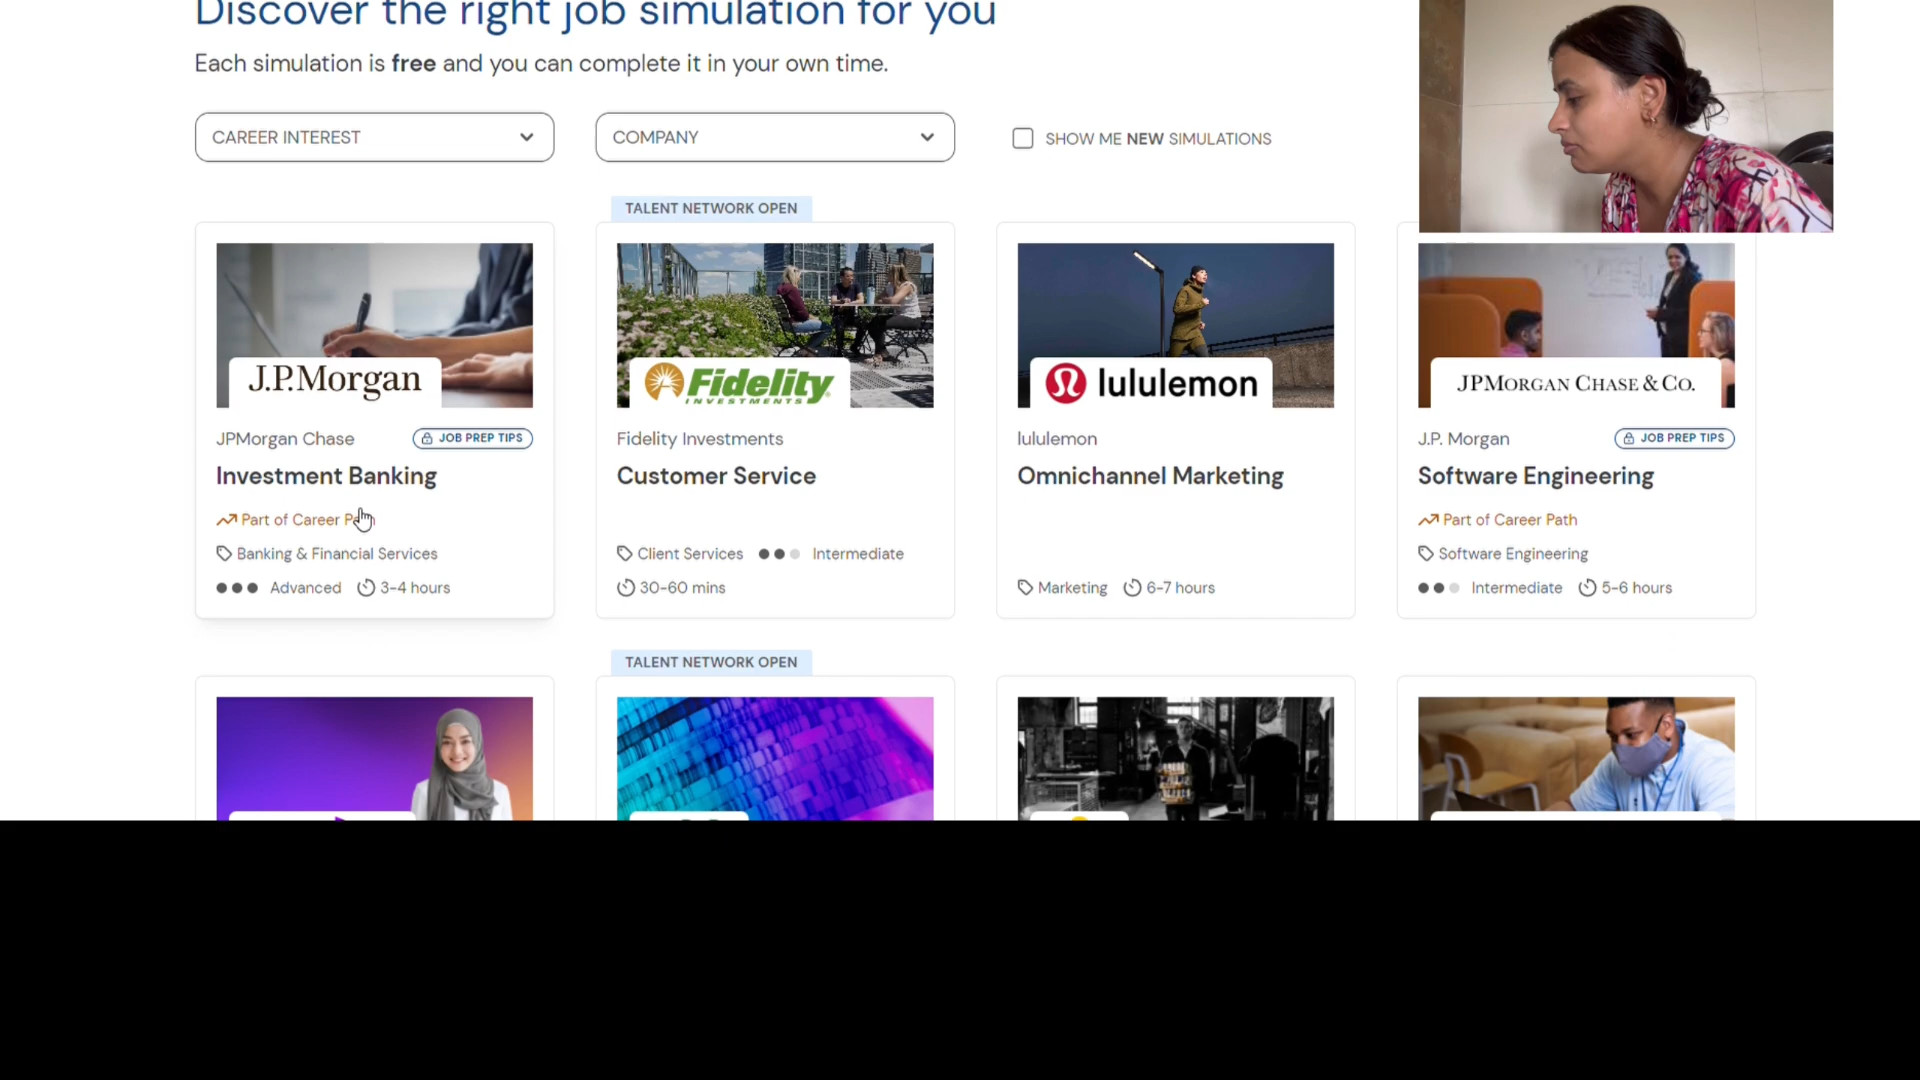 Discover the right job simulation for you
Each simulation is free and you can complete it in your own time.
CAREER INTEREST
COMPANY
SHOW ME NEW SIMULATIONS
J.P.Morgan
JPMorgan Chase
JOB PREP TIPS
Investment Banking
Part of Career Path
Banking & Financial Services
Advanced
3-4 hours
TALENT NETWORK OPEN
Fidelity
INVESTMENTS
Fidelity Investments
Customer Service
Client Services
Intermediate
30-60 mins
lululemon
lululemon
Omnichannel Marketing
Marketing
6-7 hours
JPMORGAN CHASE & CO.
J.P. Morgan
JOB PREP TIPS
Software Engineering
Part of Career Path
Software Engineering
Intermediate
5-6 hours
TALENT NETWORK OPEN